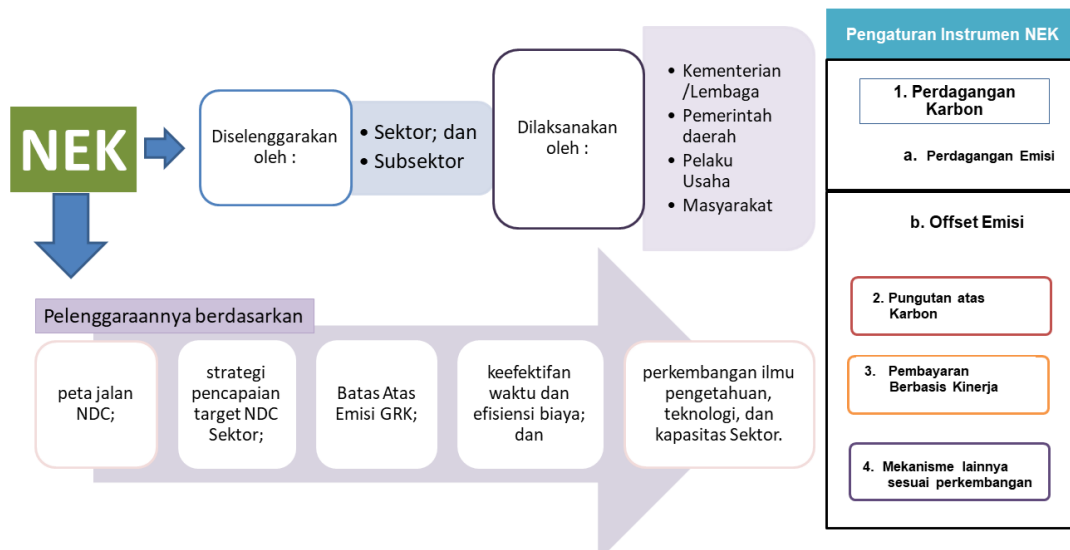 NEK
Diselenggarakan
oleh :
• Sektor; dan
• Subsektor
Dilaksanakan
oleh :
• Kementerian
/Lembaga
• Pemerintah
daerah
• Pelaku
Usaha
• Masyarakat
Pelenggaraannya berdasarkan
peta jalan
NDC;
strategi
pencapaian
target NDC
Sektor;
Batas Atas
Emisi GRK;
keefektifan
waktu dan
efisiensi biaya;
dan
perkembangan ilmu
pengetahuan,
teknologi, dan
kapasitas Sektor.
Pengaturan Instrumen NEK
1. Perdagangan
Karbon
a. Perdagangan Emisi
b. Offset Emisi
2. Pungutan atas
Karbon
3. Pembayaran
Berbasis Kinerja
4. Mekanisme lainnya
sesuai perkembangan